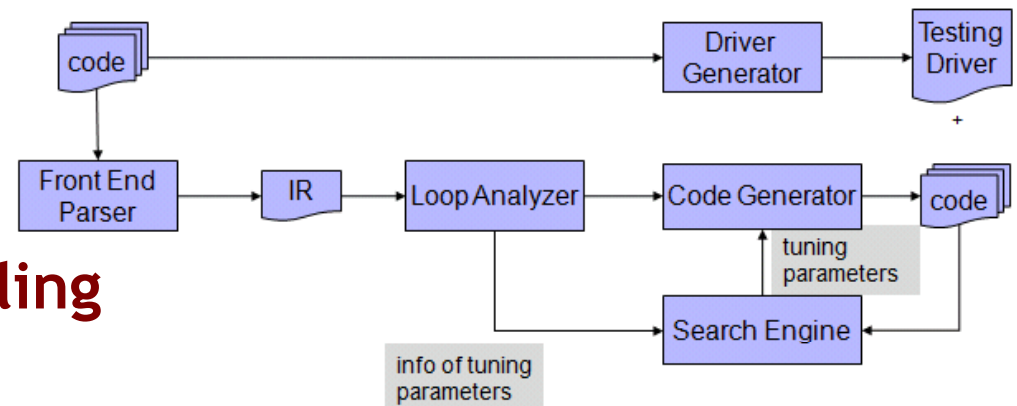 code
Driver
Generator
Testing
Driver
+
Front End
Parser
IR
Loop Analyzer
Code Generator
code
tuning
parameters
ling
Search Engine
info of tuning
parameters